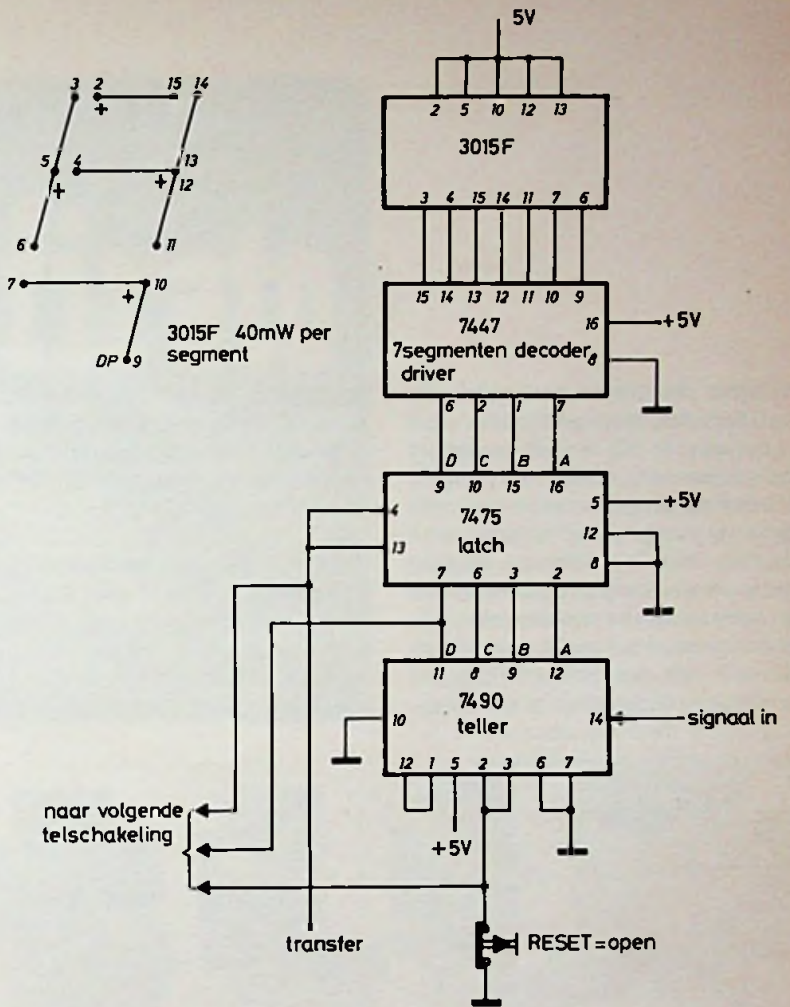 5V
3 2 15 14
+
2 5 10 12 13
3015F
5 4 13
+ + 12
3 4 15 14 11 7 6
6 11
7 10
+
3015F 40mW per
segment
DP 9
15 14 13 12 11 10 9
7447
16 +5V
7segmenten decoder
8
driver
6 2 1 7
D C B A
9 10 15 16
4 7475 5 +5V
latch 12
13 8
7 6 3 2
D C B A
11 8 9 12
7490
10 teller 14 signaal in
12 1 5 2 3 6 7
naar volgende
telschakeling
+5V
transfer
RESET=open